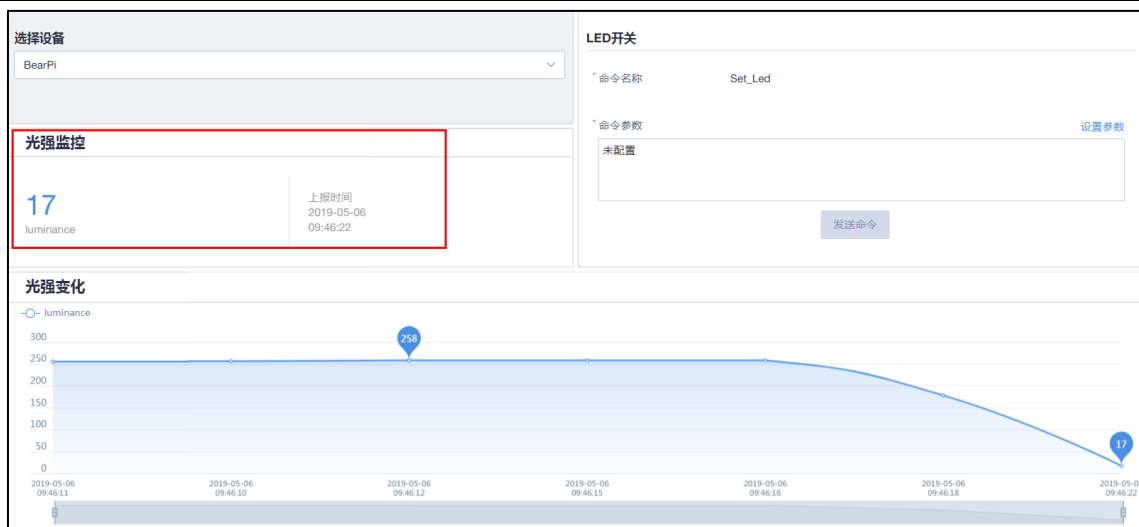 选择设备
BearPi
光强监控
17
luminance
上报时间
2019-05-06
09:46:22
LED开关
*命令名称 Set_Led
*命令参数 设置参数
未配置
发送命令
光强变化
luminance
300
250
200
150
100
50
0
258
17
2019-05-06
09:46:11
2019-05-06
09:46:10
2019-05-06
09:46:12
2019-05-06
09:46:15
2019-05-06
09:46:16
2019-05-06
09:46:18
2019-05-0
09:46:22